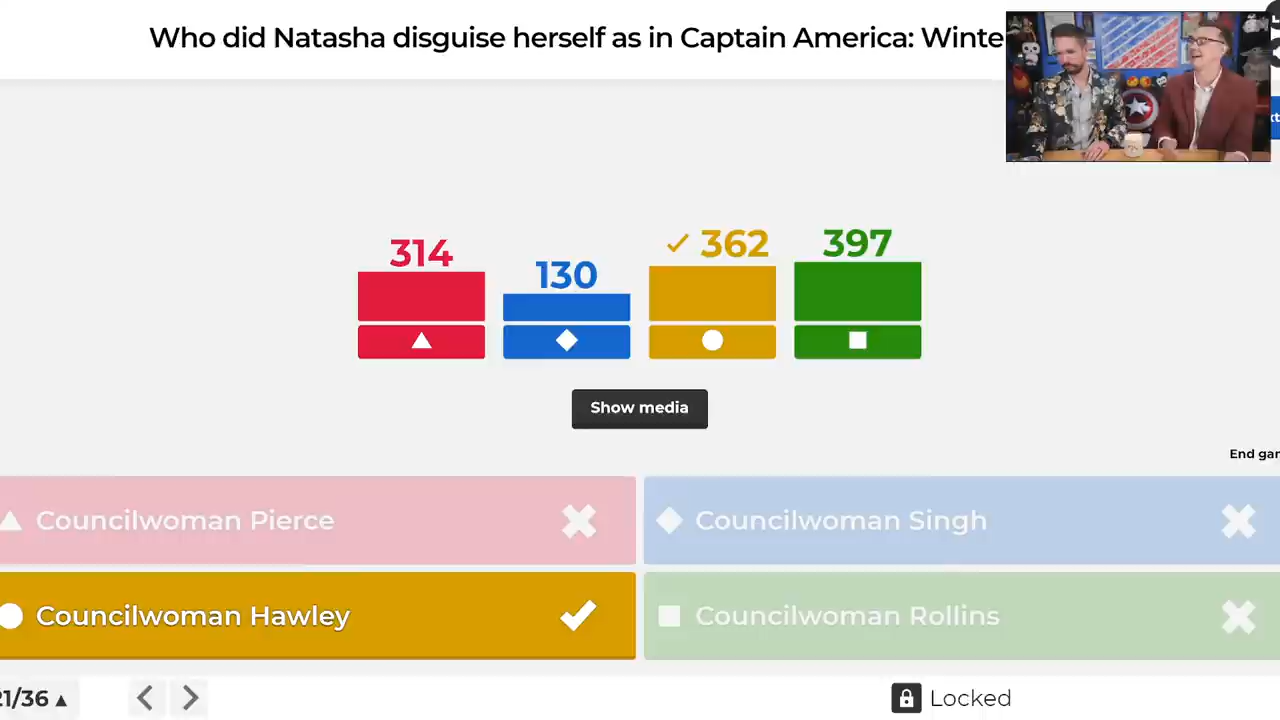 Who did Natasha disguise herself as in Captain America: Winte
314
130
362
397
Show media
End gar
Councilwoman Pierce
Councilwoman Singh
Councilwoman Hawley
Councilwoman Rollins
21/36
Locked